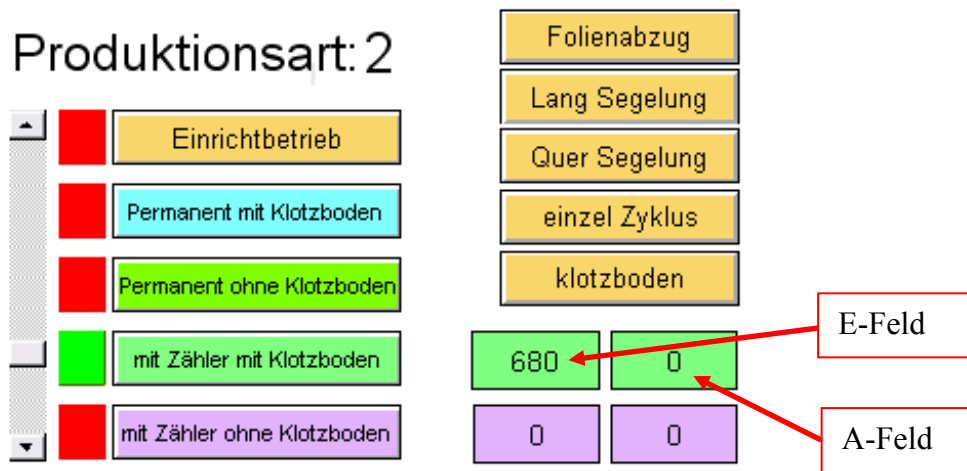 Produktionsart: 2
Einrichtbetrieb
Permanent mit Klotzboden
Permanent ohne Klotzboden
mit Zähler mit Klotzboden
mit Zähler ohne Klotzboden
Folienabzug
Lang Segelung
Quer Segelung
einzel Zyklus
klotzboden
680 0
0 0
E-Feld
A-Feld